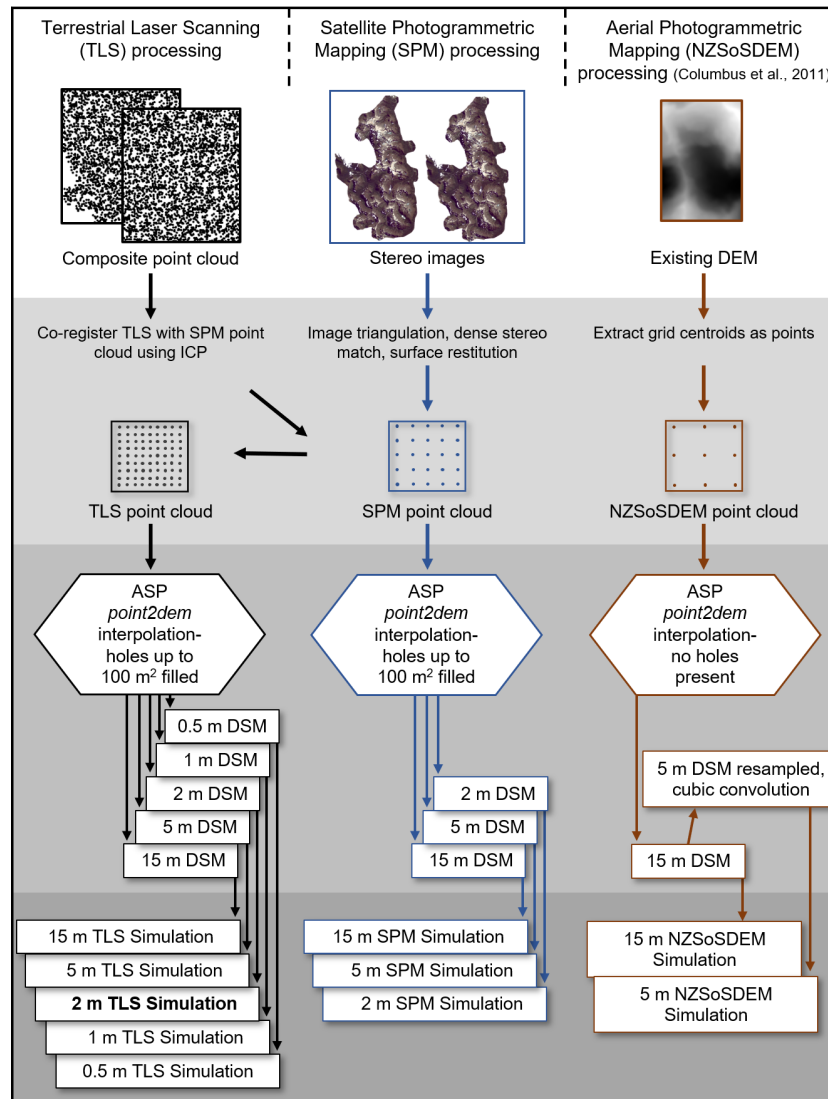 Terrestrial Laser Scanning
(TLS) processing
Satellite Photogrammetric
Mapping (SPM) processing
Aerial Photogrammetric
Mapping (NZSoSDEM)
processing (Columbus et al., 2011)
Composite point cloud
Stereo images
Existing DEM
Co-register TLS with SPM point
cloud using ICP
Image triangulation, dense stereo
match, surface restitution
Extract grid centroids as points
TLS point cloud
SPM point cloud
NZSoSDEM point cloud
ASP
point2dem
interpolation-
holes up to
100 m² filled
ASP
point2dem
interpolation-
holes up to
100 m² filled
ASP
point2dem
interpolation-
no holes
present
0.5 m DSM
1 m DSM
2 m DSM
5 m DSM
15 m DSM
2 m DSM
5 m DSM
15 m DSM
5 m DSM resampled,
cubic convolution
15 m DSM
15 m TLS Simulation
5 m TLS Simulation
2 m TLS Simulation
1 m TLS Simulation
0.5 m TLS Simulation
15 m SPM Simulation
5 m SPM Simulation
2 m SPM Simulation
15 m NZSoSDEM
Simulation
5 m NZSoSDEM
Simulation